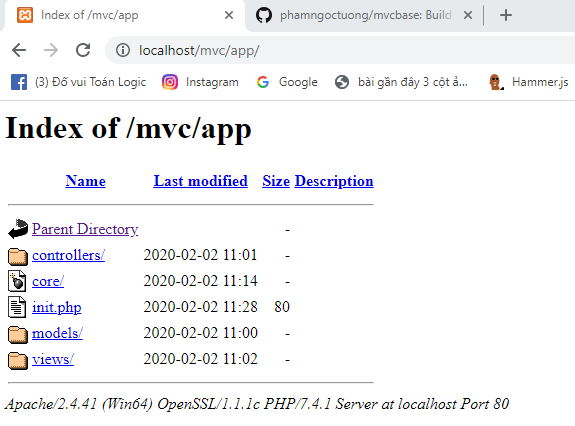 Index of /mvc/app
phamngoctuong/mvcbase: Build
localhost/mvc/app/
(3) Đố vui Toán Logic Instagram Google bài gần đây 3 cột ả... Hammer.js
Index of /mvc/app
Name Last modified Size Description
Parent Directory -
controllers/ 2020-02-02 11:01 -
core/ 2020-02-02 11:14 -
init.php 2020-02-02 11:28 80
models/ 2020-02-02 11:00 -
views/ 2020-02-02 11:02 -
Apache/2.4.41 (Win64) OpenSSL/1.1.1c PHP/7.4.1 Server at localhost Port 80